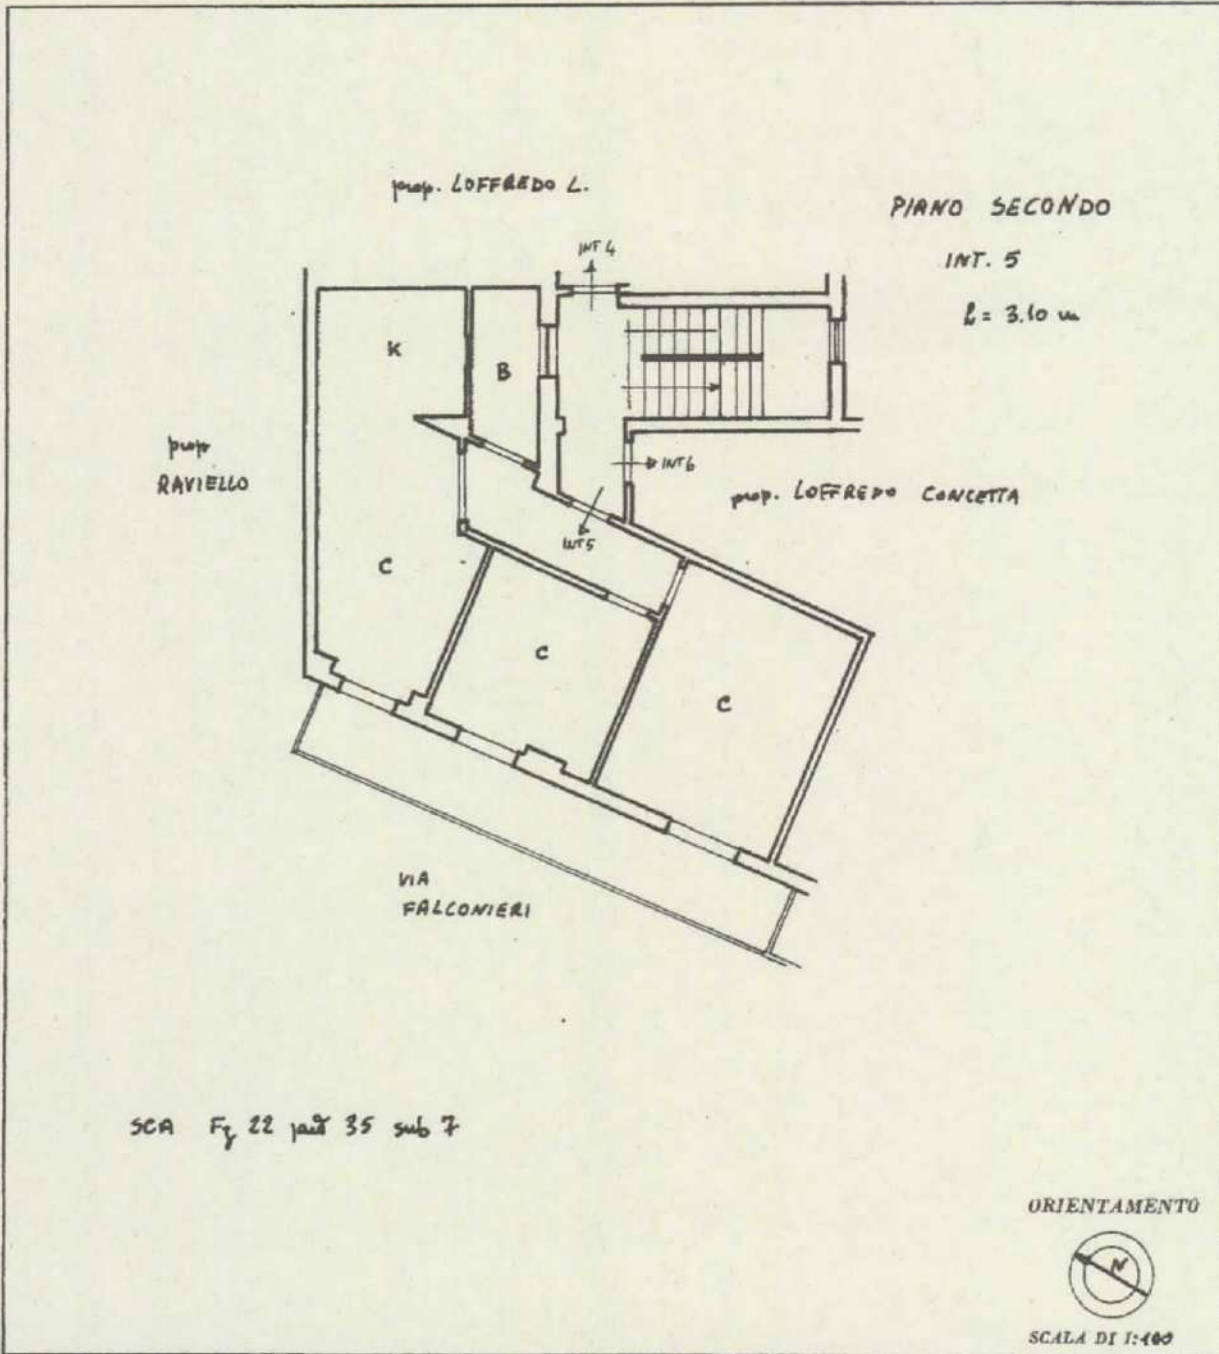 prop. LOFFREDO L.
PIANO SECONDO
INT. 5
h = 3.10 m
INT 4
K
B
prop
RAVIELLO
INT 6
prop. LOFFREDO CONCETTA
INT 5
C
C
C
VIA
FALCONIERI
SCA Fg 22 part 35 sub 7
ORIENTAMENTO
N
SCALA DI 1:100